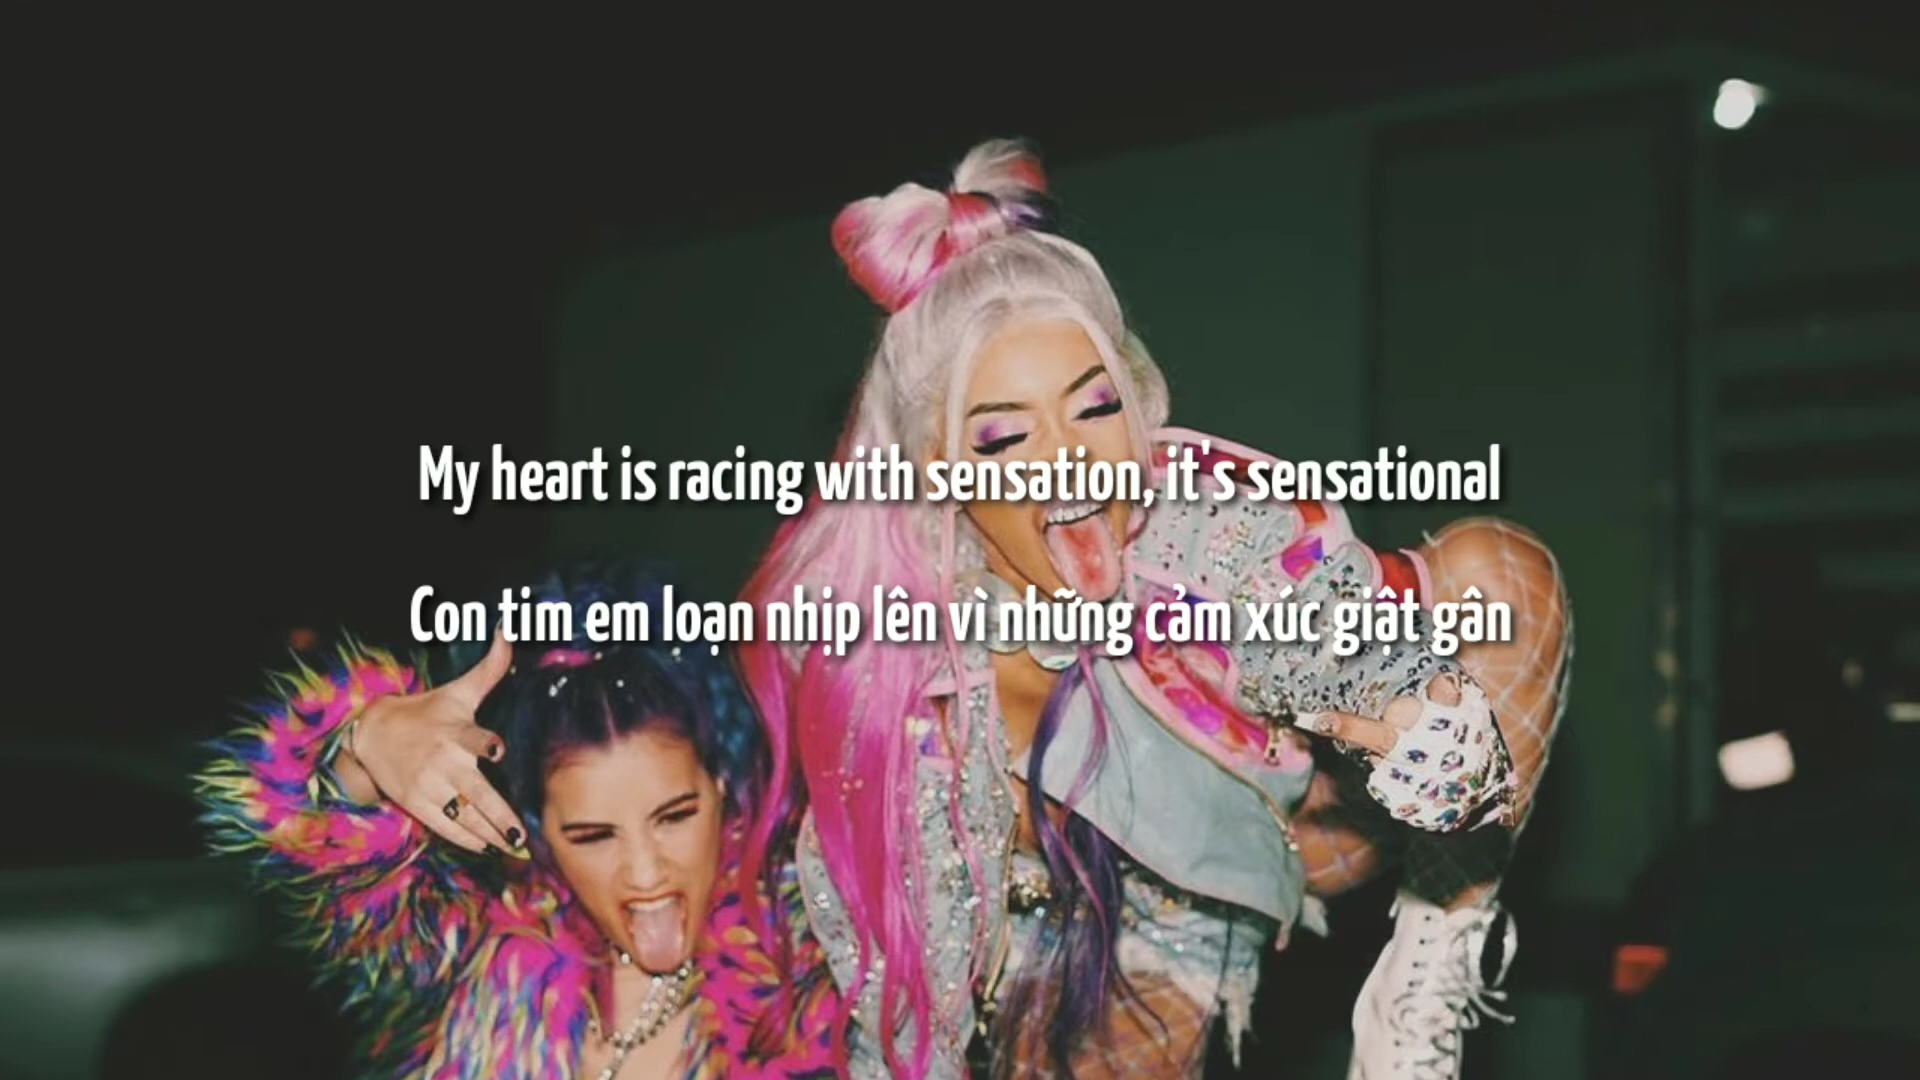 My heart is racing with sensation, it's sensational
Con tim em loạn nhịp lên vì những cảm xúc giật gân